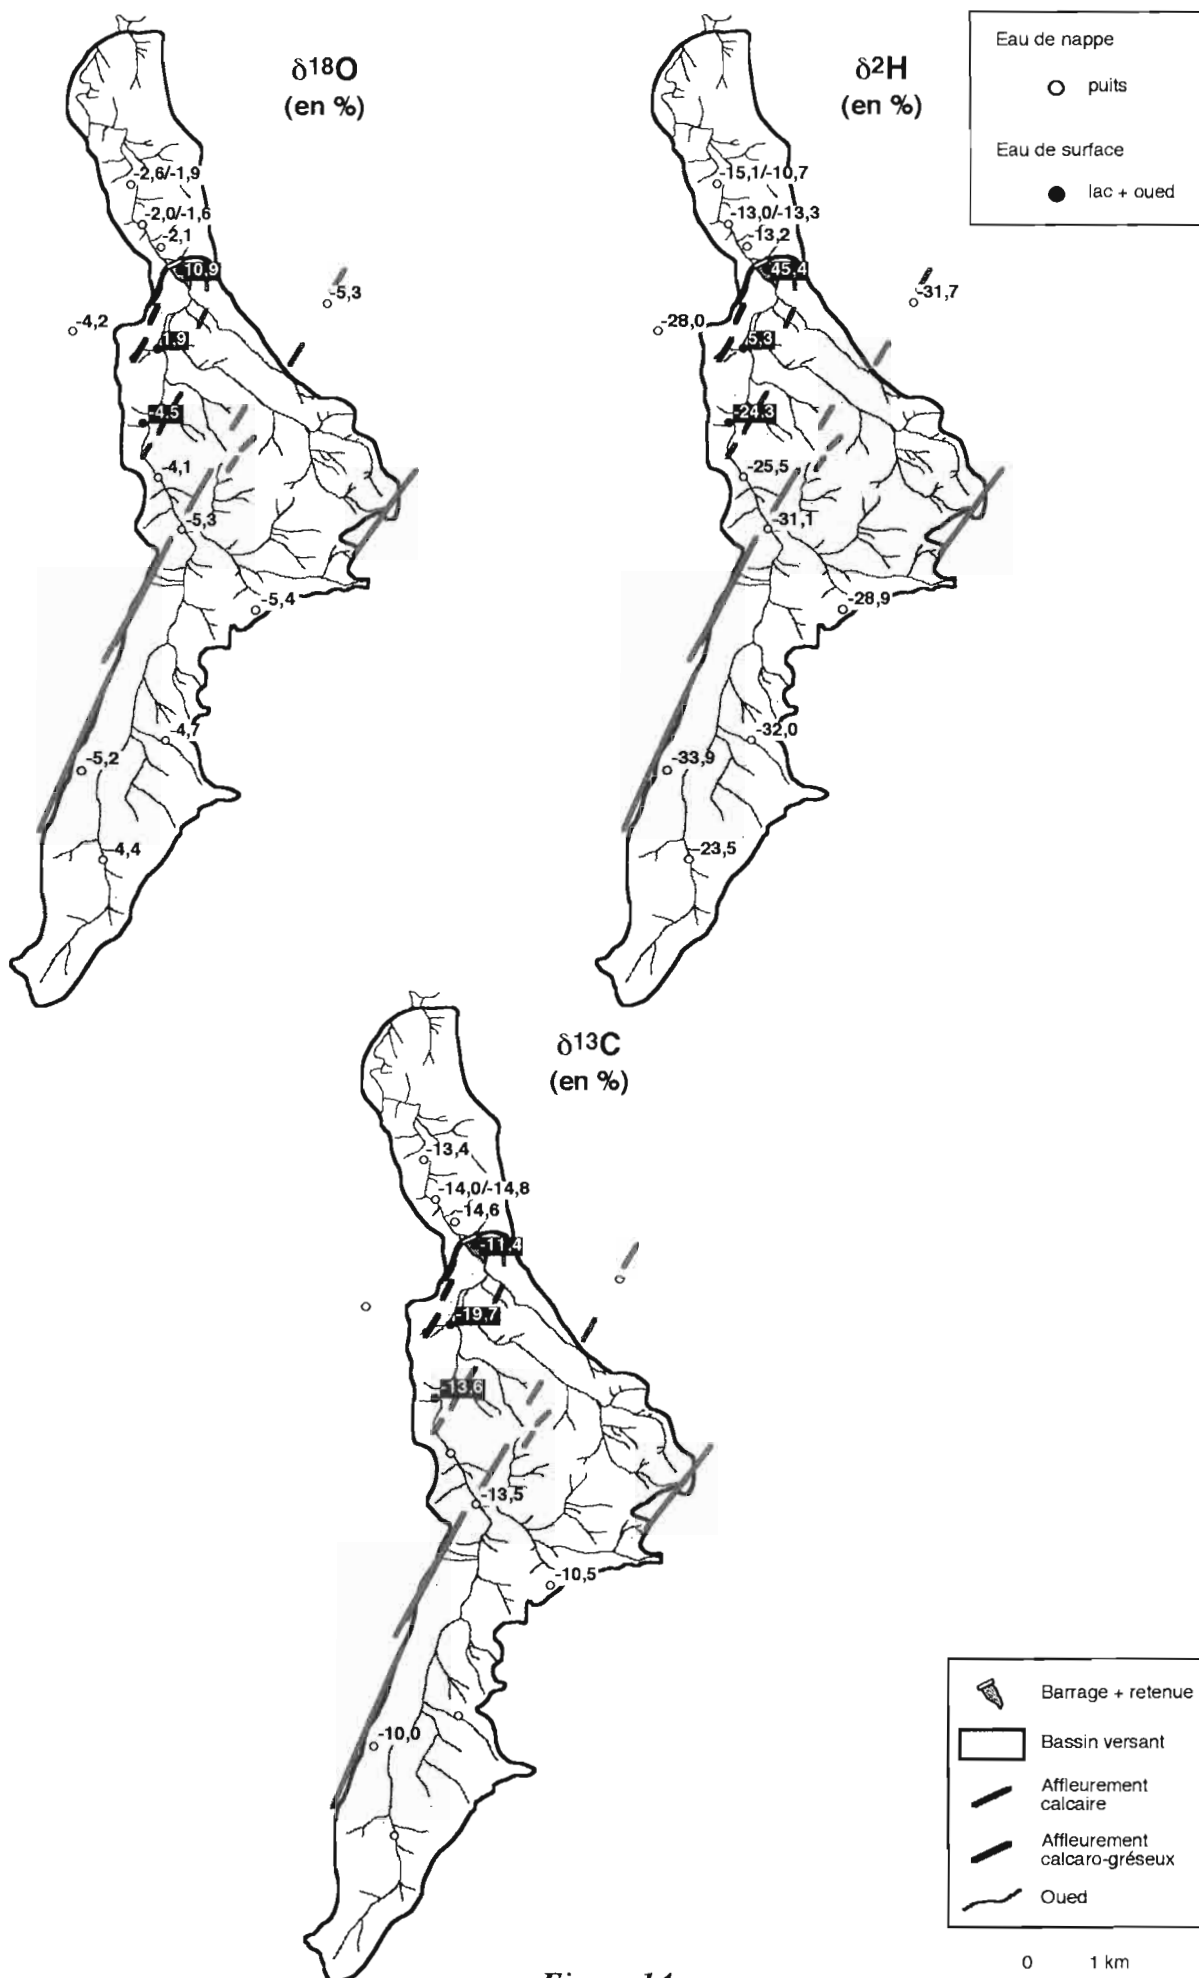 δ18O
(en %)
-2,6/-1,9
-2,0/-1,6
-2,1
10.9
-5,3
-4,2
1.9
-4.5
-4,1
-5,3
-5,4
-4,7
-5,2
-4,4
δ2H
(en %)
-15,1/-10,7
-13,0/-13,3
-13,2
45,4
-31,7
-28,0
5,3
-24.3
-25,5
-31,1
-28,9
-32,0
-33,9
-23,5
Eau de nappe
puits
Eau de surface
lac + oued
δ13C
(en %)
-13,4
-14,0/-14,8
-14,6
-11.4
-19,7
-13,6
-13,5
-10,5
-10,0
Barrage + retenue
Bassin versant
Affleurement
calcaire
Affleurement
calcaro-gréseux
Oued
0 1 km